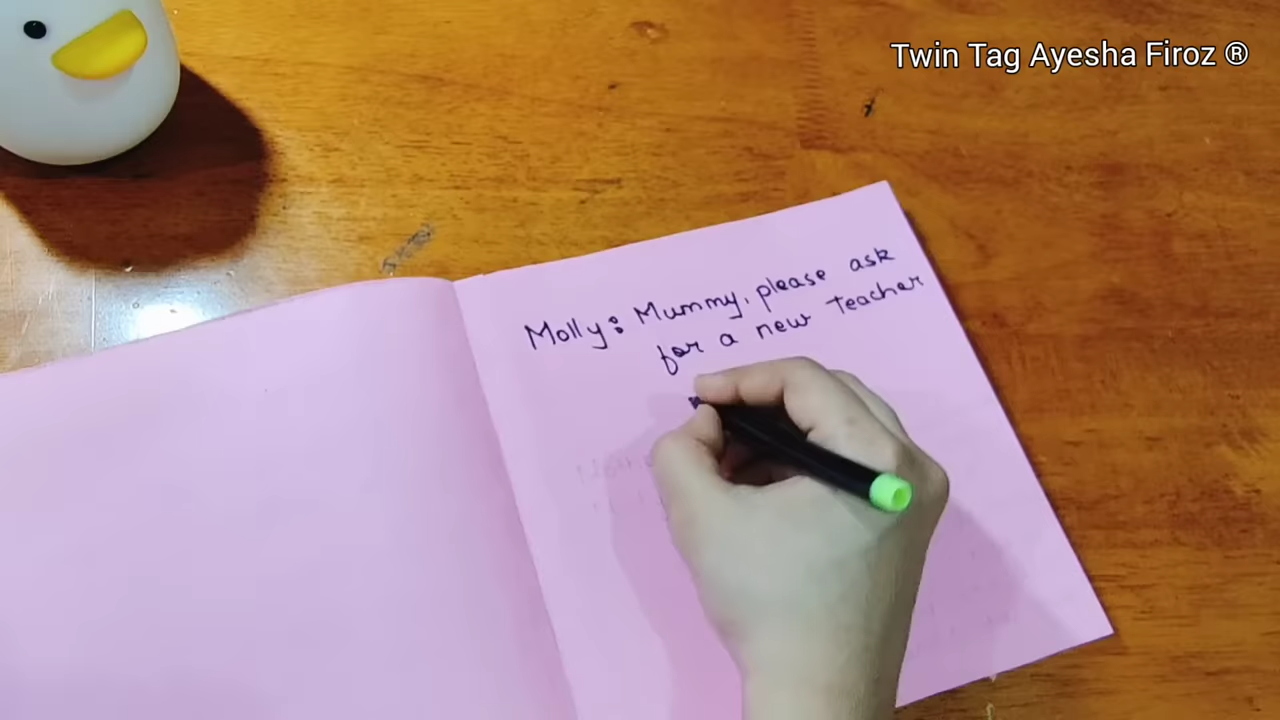 Twin Tag Ayesha Firoz ®
Molly: Mummy, please ask
for a new teacher